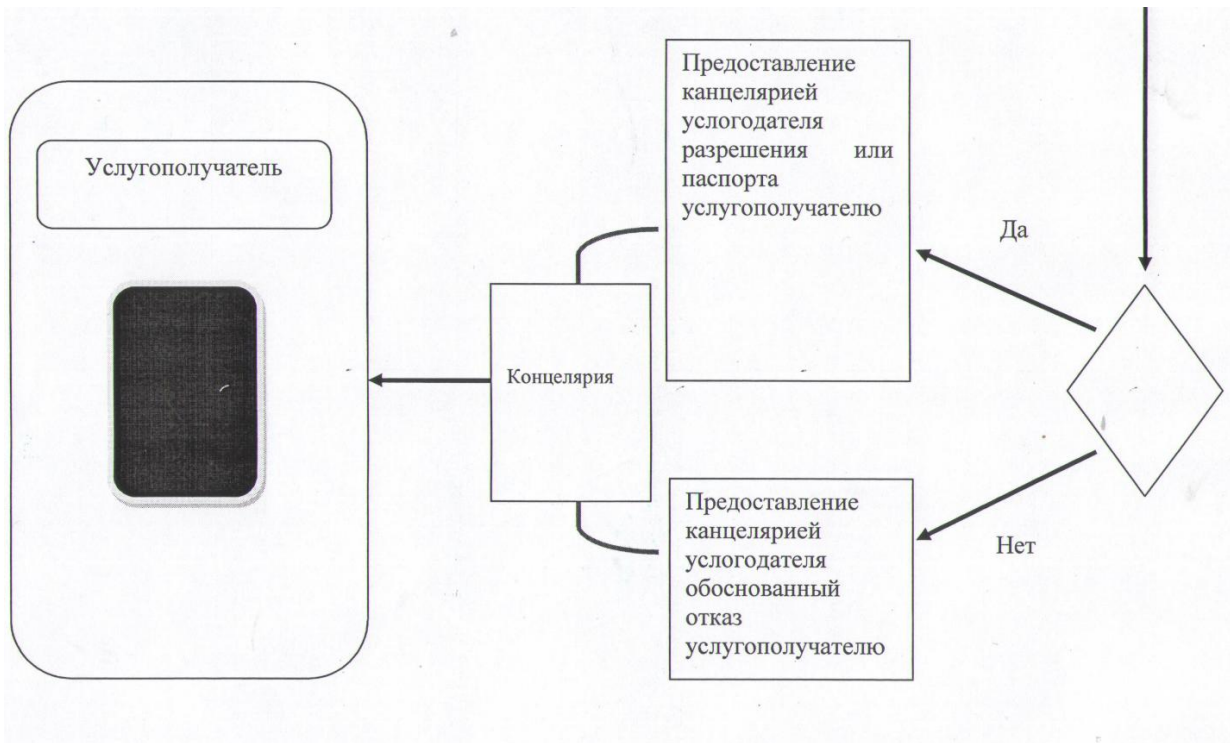 Услугополучатель
Концелярия
Предоставление
канцелярией
услогодателя
разрешения или
паспорта
услугополучателю
Предоставление
канцелярией
услогодателя
обоснованный
отказ
услугополучателю
Да
Нет